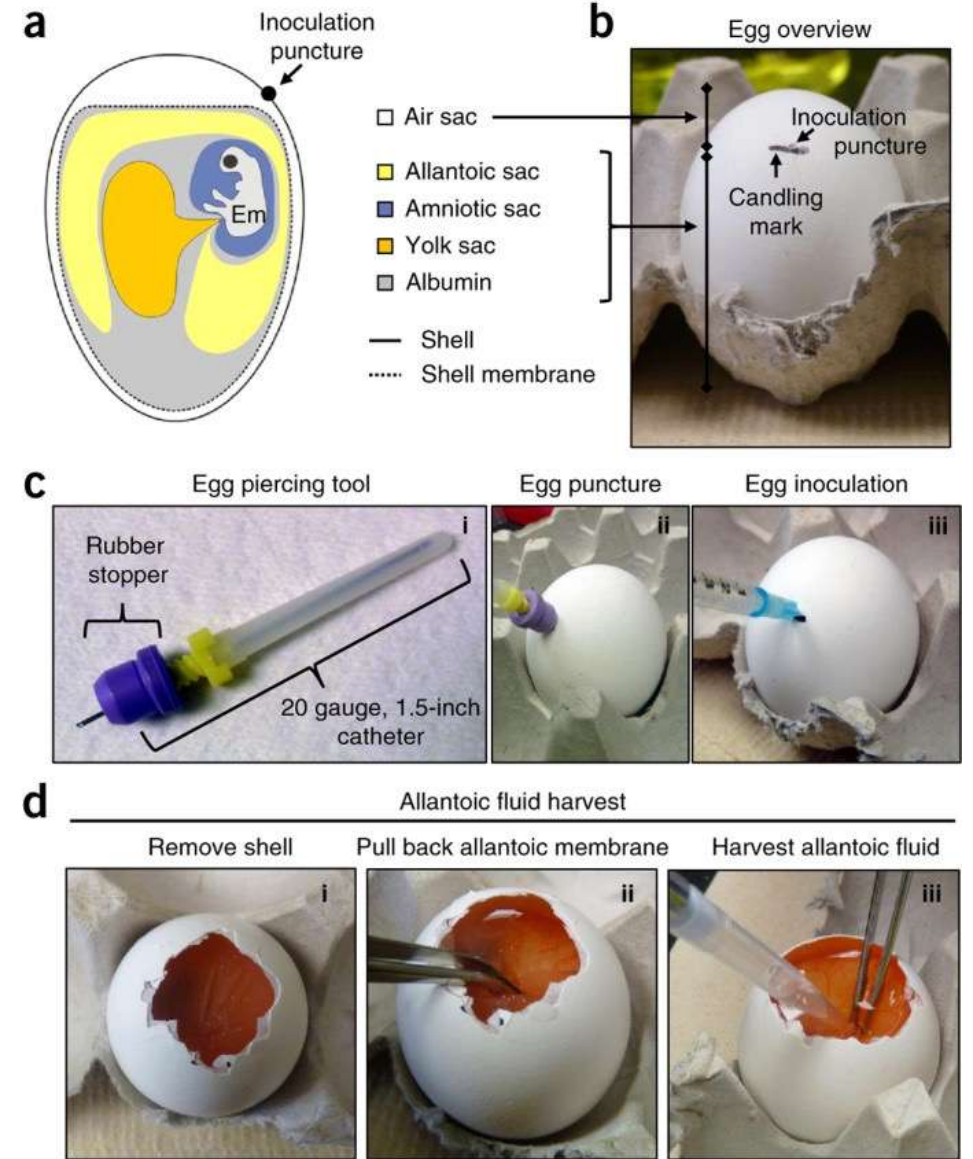 a
Inoculation
puncture
Em
Air sac
Allantoic sac
Amniotic sac
Yolk sac
Albumin
Shell
Shell membrane
b
Egg overview
Inoculation
puncture
Candling
mark
c
Egg piercing tool
i
Rubber
stopper
20 gauge, 1.5-inch
catheter
Egg puncture
ii
Egg inoculation
iii
d
Allantoic fluid harvest
Remove shell
i
Pull back allantoic membrane
ii
Harvest allantoic fluid
iii